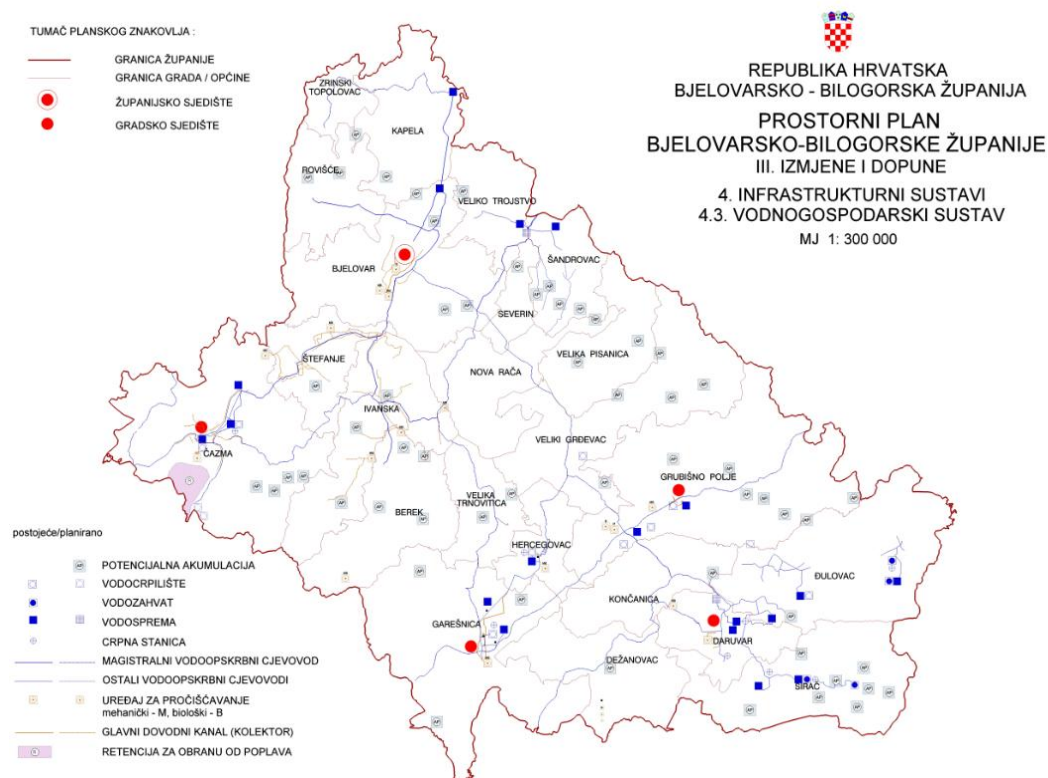 TUMAČ PLANSKOG ZNAKOVLJA :
GRANICA ŽUPANIJE
GRANICA GRADA / OPĆINE
ŽUPANIJSKO SJEDIŠTE
GRADSKO SJEDIŠTE
REPUBLIKA HRVATSKA
BJELOVARSKO - BILOGORSKA ŽUPANIJA
PROSTORNI PLAN
BJELOVARSKO-BILOGORSKE ŽUPANIJE
III. IZMJENE I DOPUNE
4. INFRASTRUKTURNI SUSTAVI
4.3. VODNOGOSPODARSKI SUSTAV
MJ 1: 300 000
ZRINSKI
TOPOLOVAC
KAPELA
ROVIŠĆE
VELIKO TROJSTVO
BJELOVAR
ŠANDROVAC
SEVERIN
ŠTEFANJE
VELIKA PISANICA
NOVA RAČA
IVANSKA
VELIKI GRĐEVAC
ČAZMA
GRUBIŠNO POLJE
VELIKA
TRNOVITICA
BEREK
HERCEGOVAC
ĐULOVAC
KONČANICA
GAREŠNICA
DARUVAR
DEŽANOVAC
SIRAČ
postojeće/planirano
POTENCIJALNA AKUMULACIJA
VODOCRPILIŠTE
VODOZAHVAT
VODOSPREMA
CRPNA STANICA
MAGISTRALNI VODOOPSKRBNI CJEVOVOD
OSTALI VODOOPSKRBNI CJEVOVODI
UREĐAJ ZA PROČIŠĆAVANJE
mehanički - M, biološki - B
GLAVNI DOVODNI KANAL (KOLEKTOR)
RETENCIJA ZA OBRANU OD POPLAVA